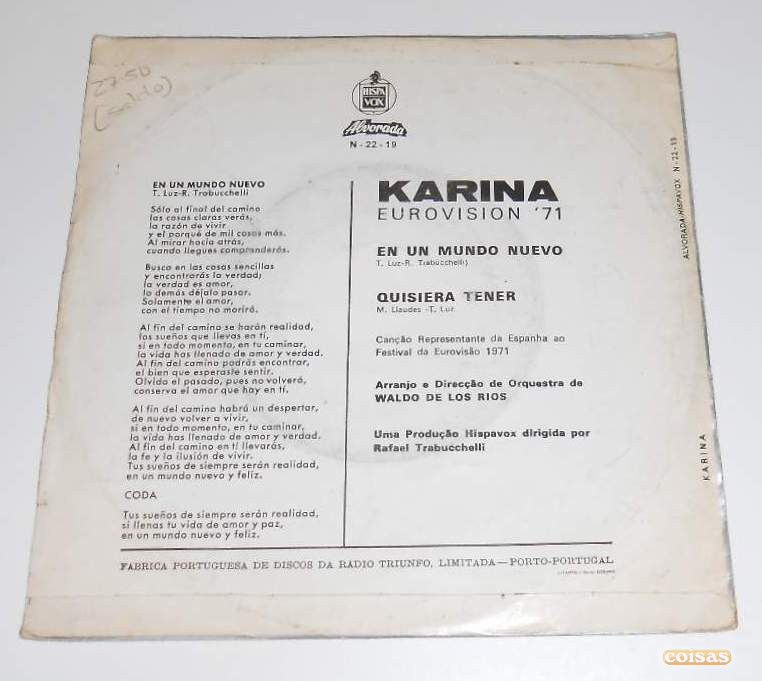 27.50
(saldo)
HISPA
VOX
Alvorada
N - 22 - 19
EN UN MUNDO NUEVO
T. Luz-R. Trabucchelli
Sólo al final del camino
las cosas claras verás,
la razón de vivir
y el porqué de mil cosas más.
Al mirar hacia atrás,
cuando llegues comprenderás.
Busca en las cosas sencillas
y encontrarás la verdad;
la verdad es amor,
lo demás déjalo pasar.
Solamente el amor,
con el tiempo no morirá.
Al fin del camino se harán realidad,
los sueños que llevas en ti,
si en todo momento, en tu caminar,
la vida has llenado de amor y verdad.
Al fin del camino podrás encontrar,
el bien que esperaste sentir.
Olvida el pasado, pues no volverá,
conserva el amor que hay en tí.
Al fin del camino habrá un despertar,
de nuevo volver a vivir,
si en todo momento, en tu caminar,
la vida has llenado de amor y verdad.
Al fin del camino en tí llevarás,
la fe y la ilusión de vivir.
Tus sueños de siempre serán realidad,
en un mundo nuevo y feliz.
CODA
Tus sueños de siempre serán realidad,
si llenas tu vida de amor y paz,
en un mundo nuevo y feliz.
KARINA
EUROVISION '71
EN UN MUNDO NUEVO
T. Luz-R. Trabucchelli)
QUISIERA TENER
M. Llaudes -T. Luz
Canção Representante da Espanha ao
Festival da Eurovisão 1971
Arranjo e Direcção de Orquestra de
WALDO DE LOS RIOS
Uma Produção Hispavox dirigida por
Rafael Trabucchelli
FABRICA PORTUGUESA DE DISCOS DA RADIO TRIUNFO, LIMITADA — PORTO-PORTUGAL
ALVORADA-HISPAVOX N - 22 - 19
KARINA
coisas